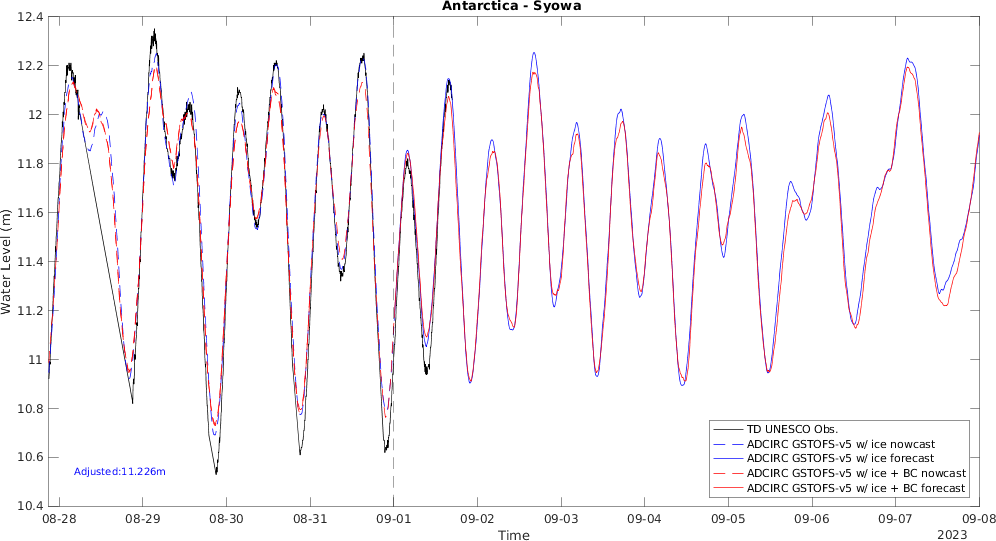 Antarctica - Syowa
12.4
12.2
12
11.8
11.6
11.4
11.2
11
10.8
10.6
10.4
Water Level (m)
Adjusted:11.226m
TD UNESCO Obs.
ADCIRC GSTOFS-v5 w/ ice nowcast
ADCIRC GSTOFS-v5 w/ ice forecast
ADCIRC GSTOFS-v5 w/ ice + BC nowcast
ADCIRC GSTOFS-v5 w/ ice + BC forecast
08-28 08-29 08-30 08-31 09-01 09-02 09-03 09-04 09-05 09-06 09-07 09-08
Time
2023